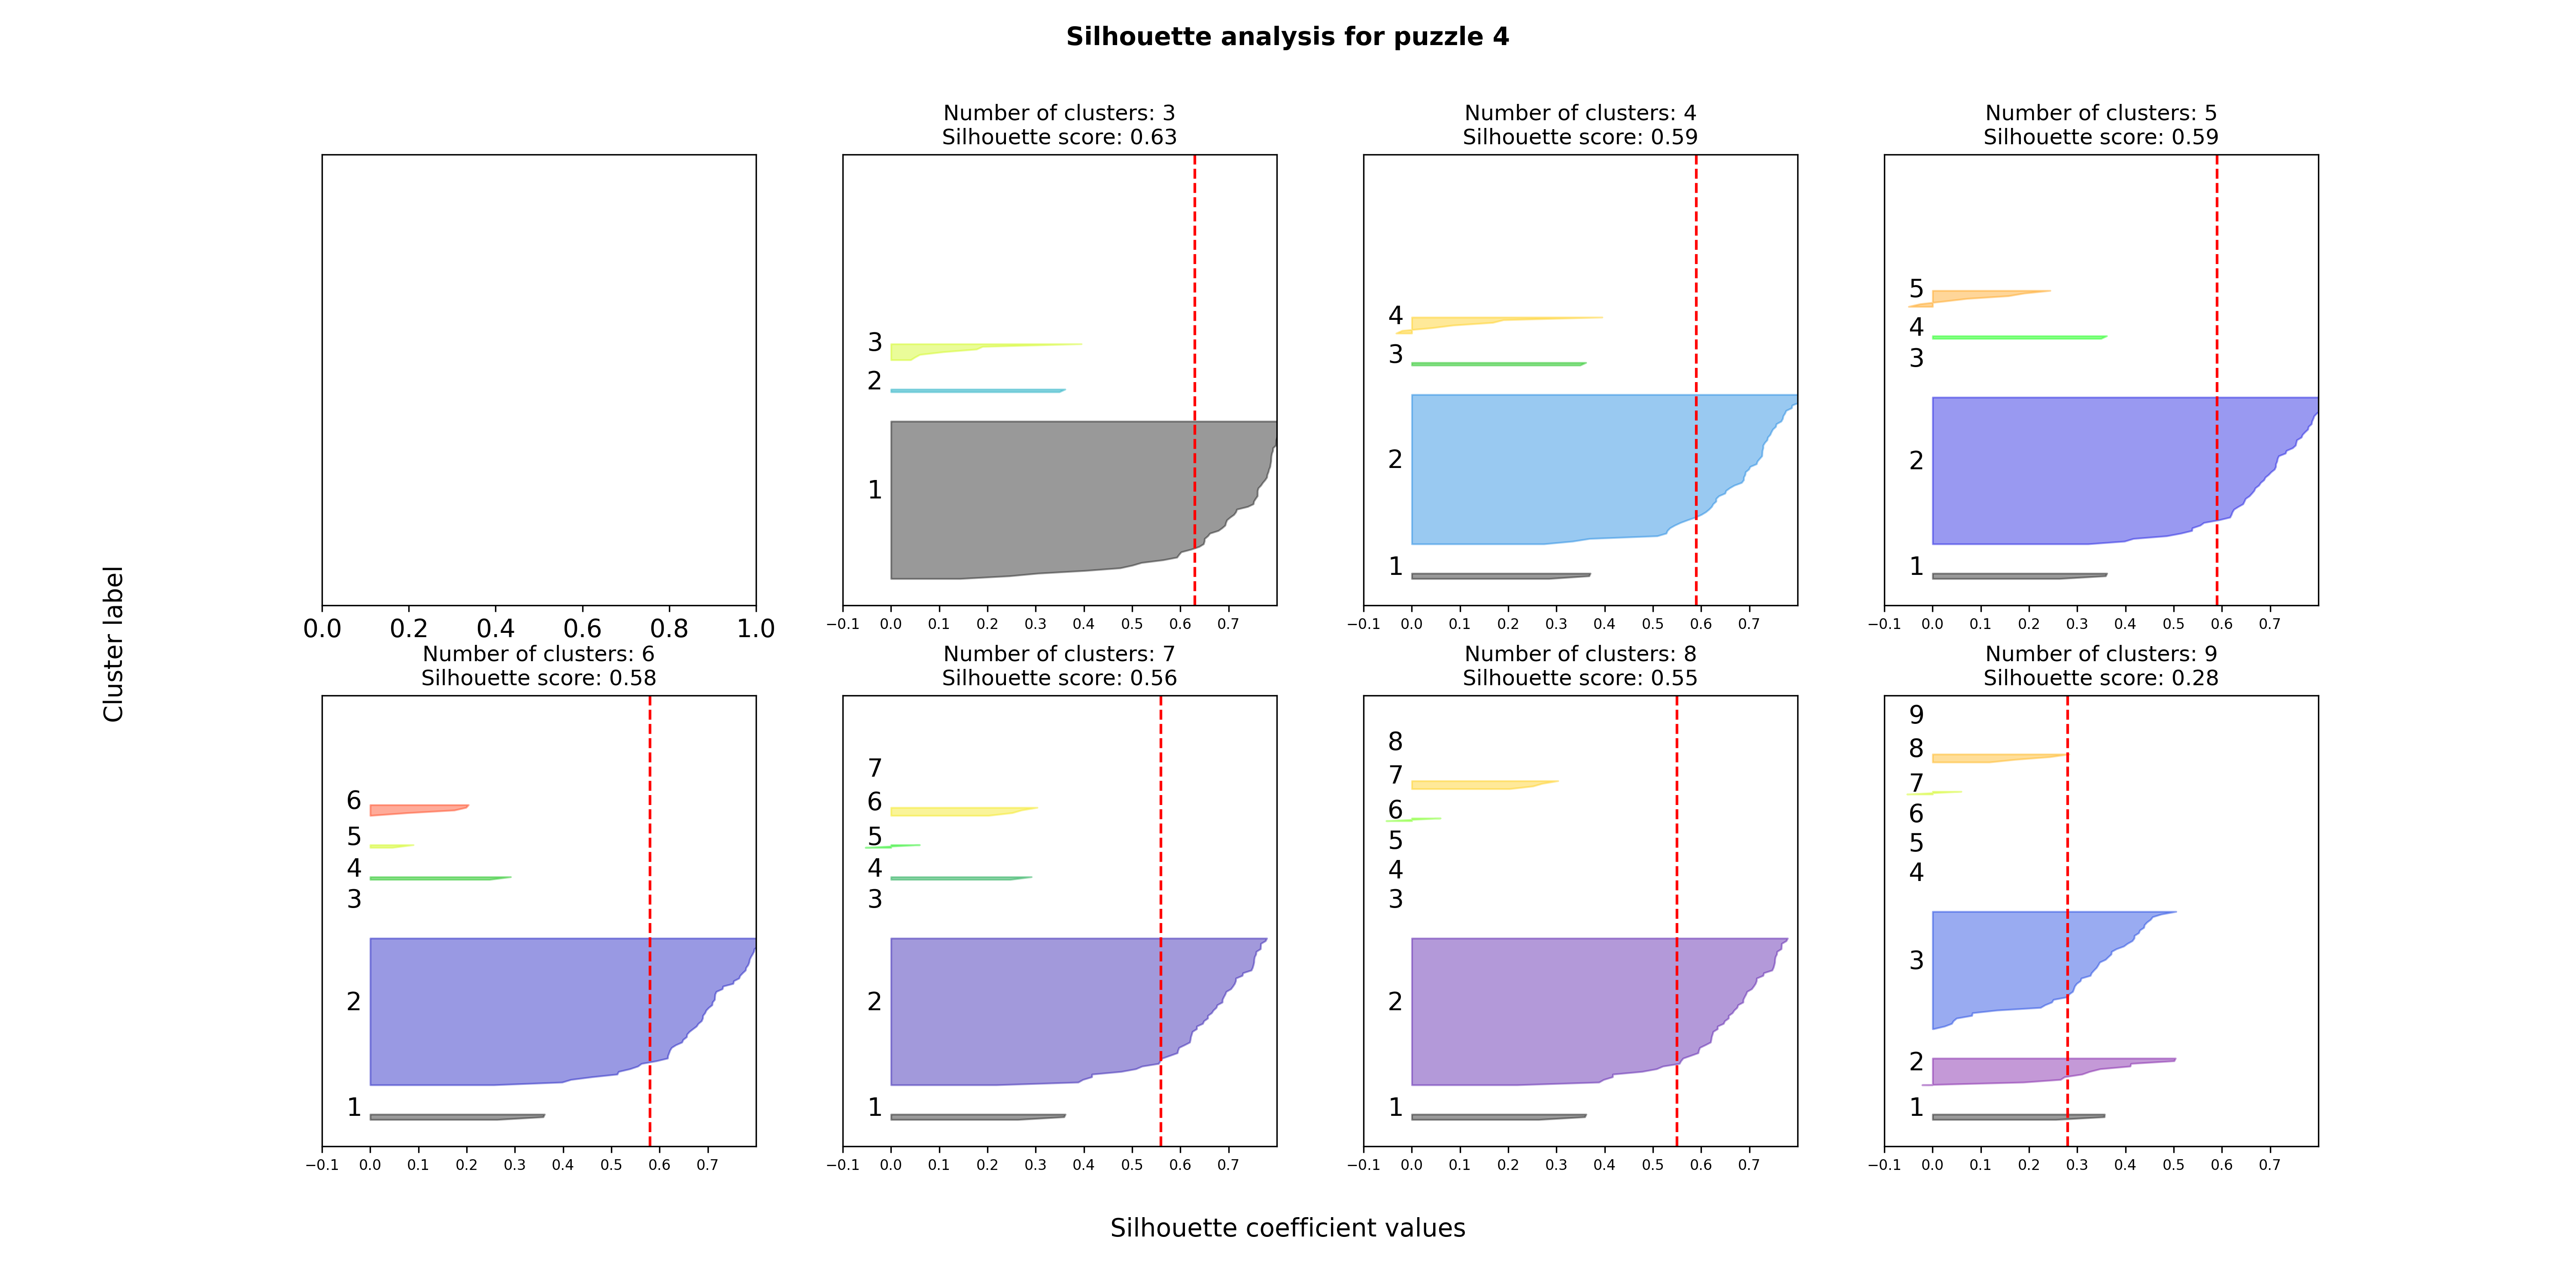 Silhouette analysis for puzzle 4
Number of clusters: 3
Silhouette score: 0.63
Number of clusters: 4
Silhouette score: 0.59
Number of clusters: 5
Silhouette score: 0.59
0.0 0.2 0.4 0.6 0.8 1.0
3
2
1
−0.1 0.0 0.1 0.2 0.3 0.4 0.5 0.6 0.7
4
3
2
1
−0.1 0.0 0.1 0.2 0.3 0.4 0.5 0.6 0.7
5
4
3
2
1
−0.1 0.0 0.1 0.2 0.3 0.4 0.5 0.6 0.7
Cluster label
Number of clusters: 6
Silhouette score: 0.58
6
5
4
3
2
1
−0.1 0.0 0.1 0.2 0.3 0.4 0.5 0.6 0.7
Number of clusters: 7
Silhouette score: 0.56
7
6
5
4
3
2
1
−0.1 0.0 0.1 0.2 0.3 0.4 0.5 0.6 0.7
Number of clusters: 8
Silhouette score: 0.55
8
7
6
5
4
3
2
1
−0.1 0.0 0.1 0.2 0.3 0.4 0.5 0.6 0.7
Number of clusters: 9
Silhouette score: 0.28
9
8
7
6
5
4
3
2
1
−0.1 0.0 0.1 0.2 0.3 0.4 0.5 0.6 0.7
Silhouette coefficient values